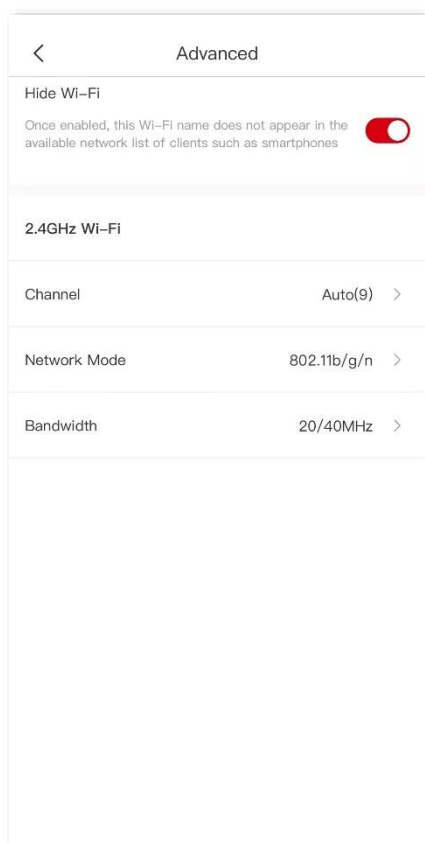 Advanced
Hide Wi-Fi
Once enabled, this Wi-Fi name does not appear in the
available network list of clients such as smartphones
2.4GHz Wi-Fi
Channel Auto(9)
Network Mode 802.11b/g/n
Bandwidth 20/40MHz